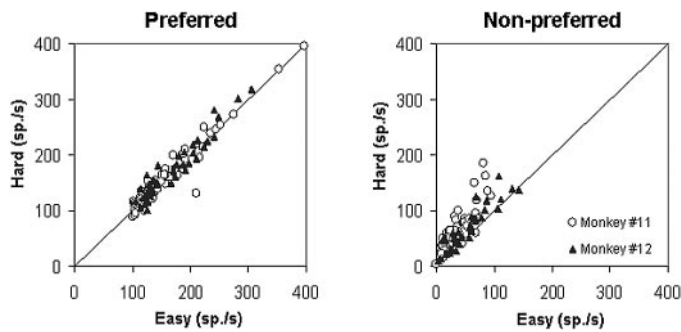 Preferred
Hard (sp./s)
400
300
200
100
0
0 100 200 300 400
Easy (sp./s)
Non-preferred
Hard (sp./s)
400
300
200
100
0
0 100 200 300 400
Easy (sp./s)
Monkey #11
Monkey #12